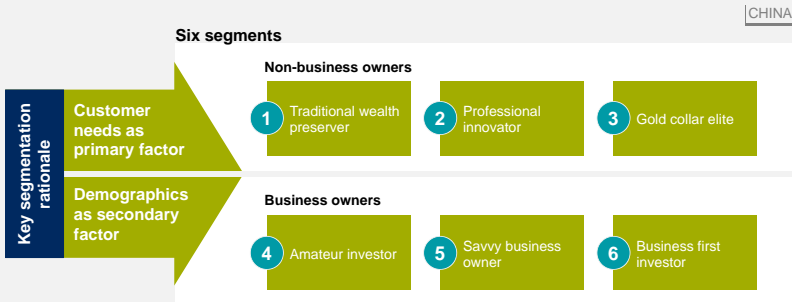 CHINA
Six segments
Key segmentation
rationale
Customer
needs as
primary factor
Non-business owners
1
Traditional wealth
preserver
2
Professional
innovator
3
Gold collar elite
Demographics
as secondary
factor
Business owners
4
Amateur investor
5
Savvy business
owner
6
Business first
investor